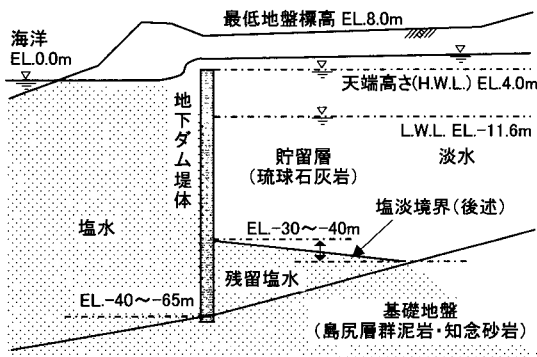 最低地盤標高 EL.8.0m
海洋
EL.0.0m
天端高さ(H.W.L.) EL.4.0m
地下ダム堤体
L.W.L. EL.-11.6m
貯留層
(琉球石灰岩)
淡水
塩淡境界(後述)
塩水
EL.-30～-40m
残留塩水
EL.-40～-65m
基礎地盤
(島尻層群泥岩・知念砂岩)